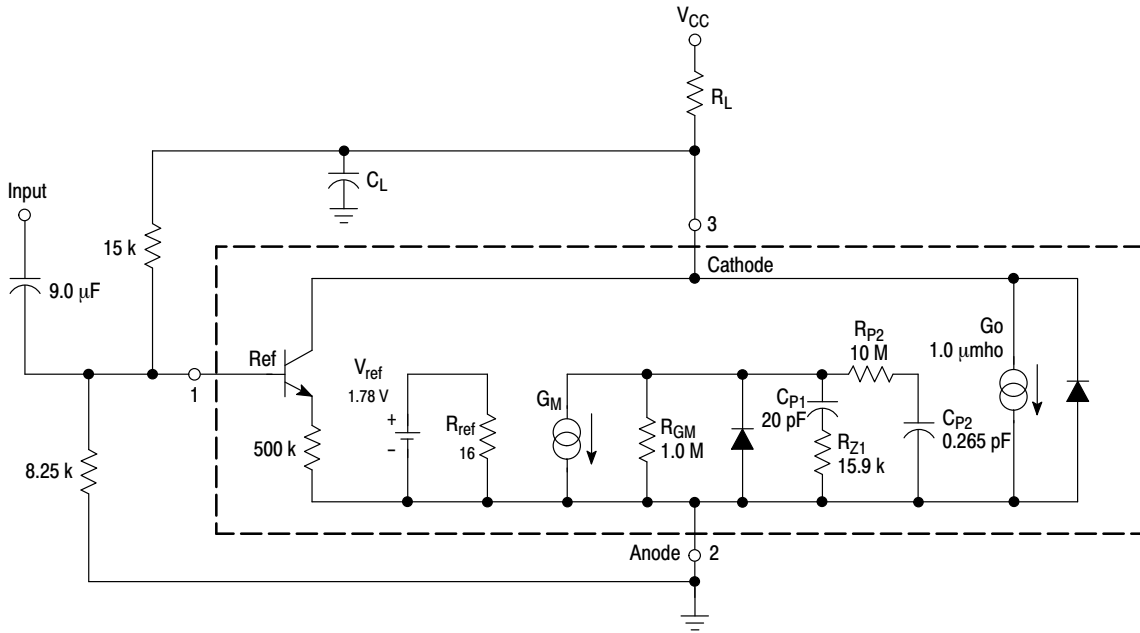 V_CC
R_L
Input
C_L
15 k
3
9.0 μF
Cathode
Ref
1
V_ref
1.78 V
+
–
R_ref
16
500 k
8.25 k
G_M
R_GM
1.0 M
C_P1
20 pF
R_Z1
15.9 k
R_P2
10 M
C_P2
0.265 pF
Go
1.0 μmho
Anode
2